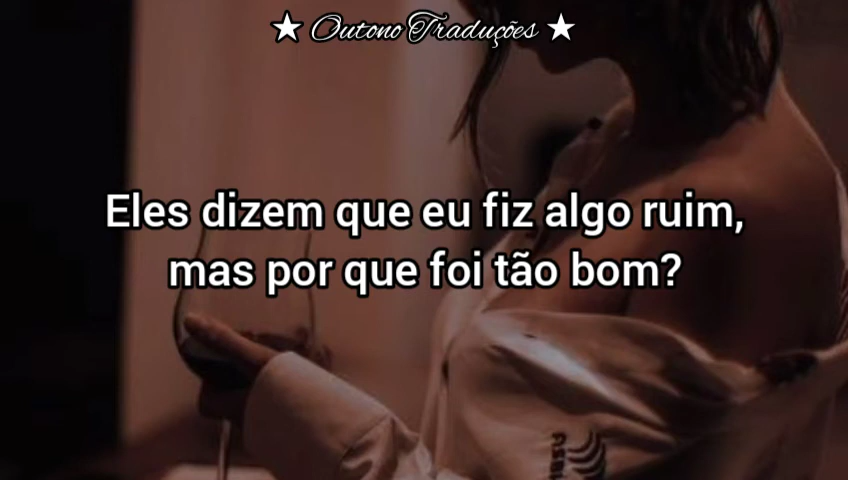 ★ Outono Traduções ★
Eles dizem que eu fiz algo ruim,
mas por que foi tão bom?